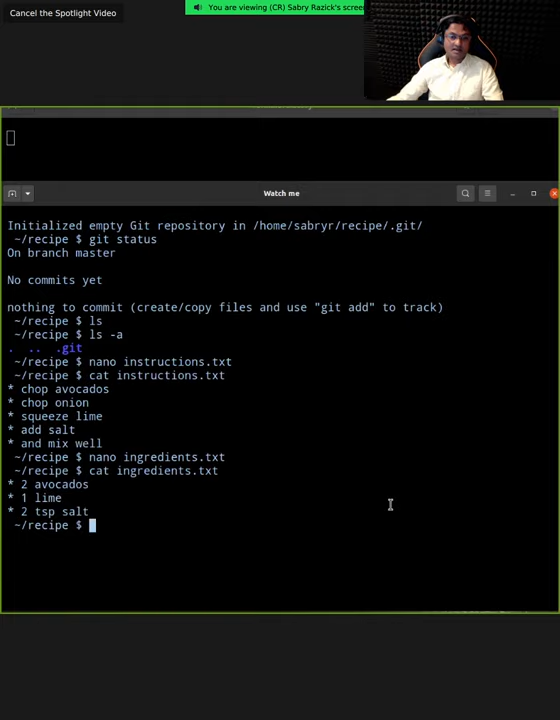 Cancel the Spotlight Video
You are viewing (CR) Sabry Razick's scree
Watch me
Initialized empty Git repository in /home/sabryr/recipe/.git/
~/recipe $ git status
On branch master
No commits yet
nothing to commit (create/copy files and use "git add" to track)
~/recipe $ ls
~/recipe $ ls -a
. .. .git
~/recipe $ nano instructions.txt
~/recipe $ cat instructions.txt
* chop avocados
* chop onion
* squeeze lime
* add salt
* and mix well
~/recipe $ nano ingredients.txt
~/recipe $ cat ingredients.txt
* 2 avocados
* 1 lime
* 2 tsp salt
~/recipe $